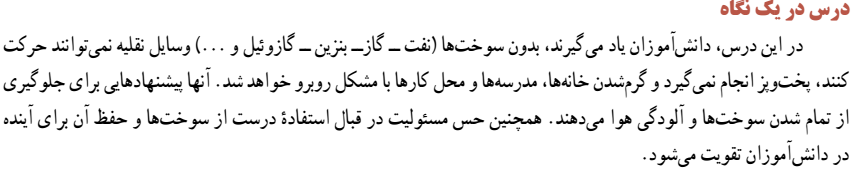 درس در یک نگاه
در این درس، دانش‌آموزان یاد می‌گیرند، بدون سوخت‌ها (نفت ــ گازــ بنزین ــ گازوئیل و ...) وسایل نقلیه نمی‌توانند حرکت
کنند، پخت‌وپز انجام نمی‌گیرد و گرم‌شدن خانه‌ها، مدرسه‌ها و محل کارها با مشکل روبرو خواهد شد. آنها پیشنهادهایی برای جلوگیری
از تمام شدن سوخت‌ها و آلودگی هوا می‌دهند. همچنین حس مسئولیت در قبال استفادهٔ درست از سوخت‌ها و حفظ آن برای آینده
در دانش‌آموزان تقویت می‌شود.